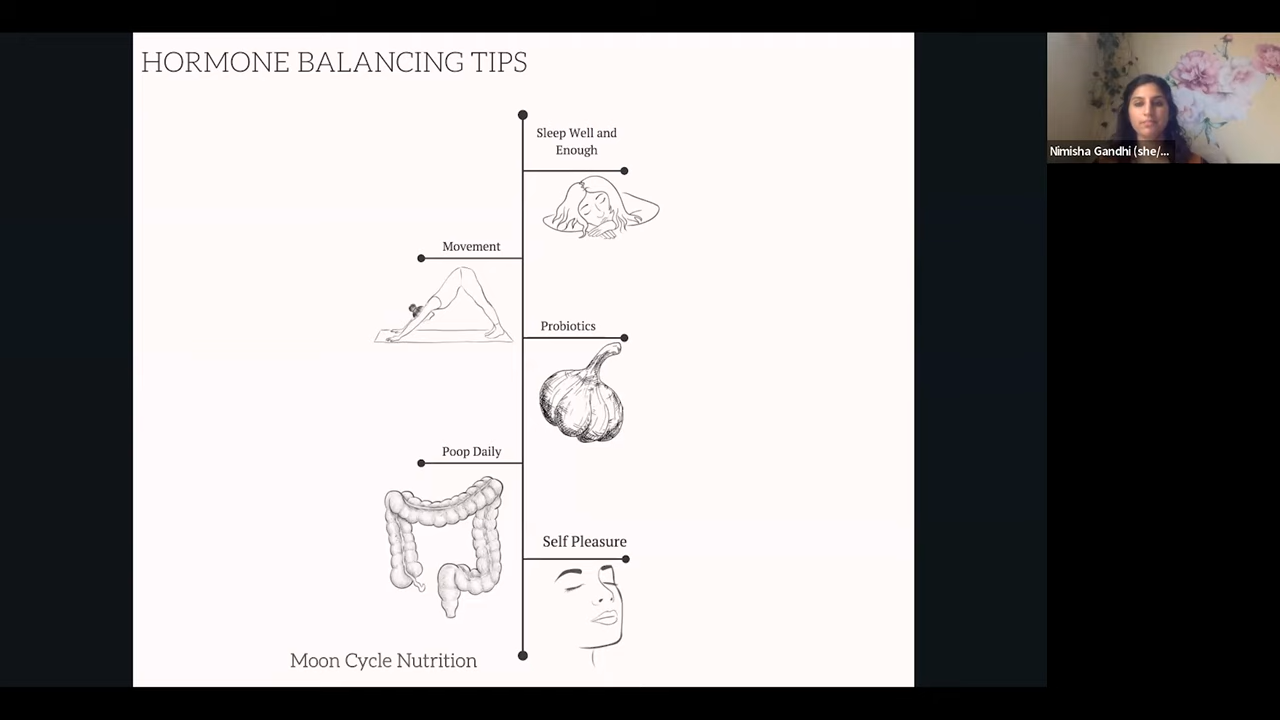 HORMONE BALANCING TIPS
Sleep Well and
Enough
Movement
Probiotics
Poop Daily
Self Pleasure
Moon Cycle Nutrition
Nimisha Gandhi (she/...